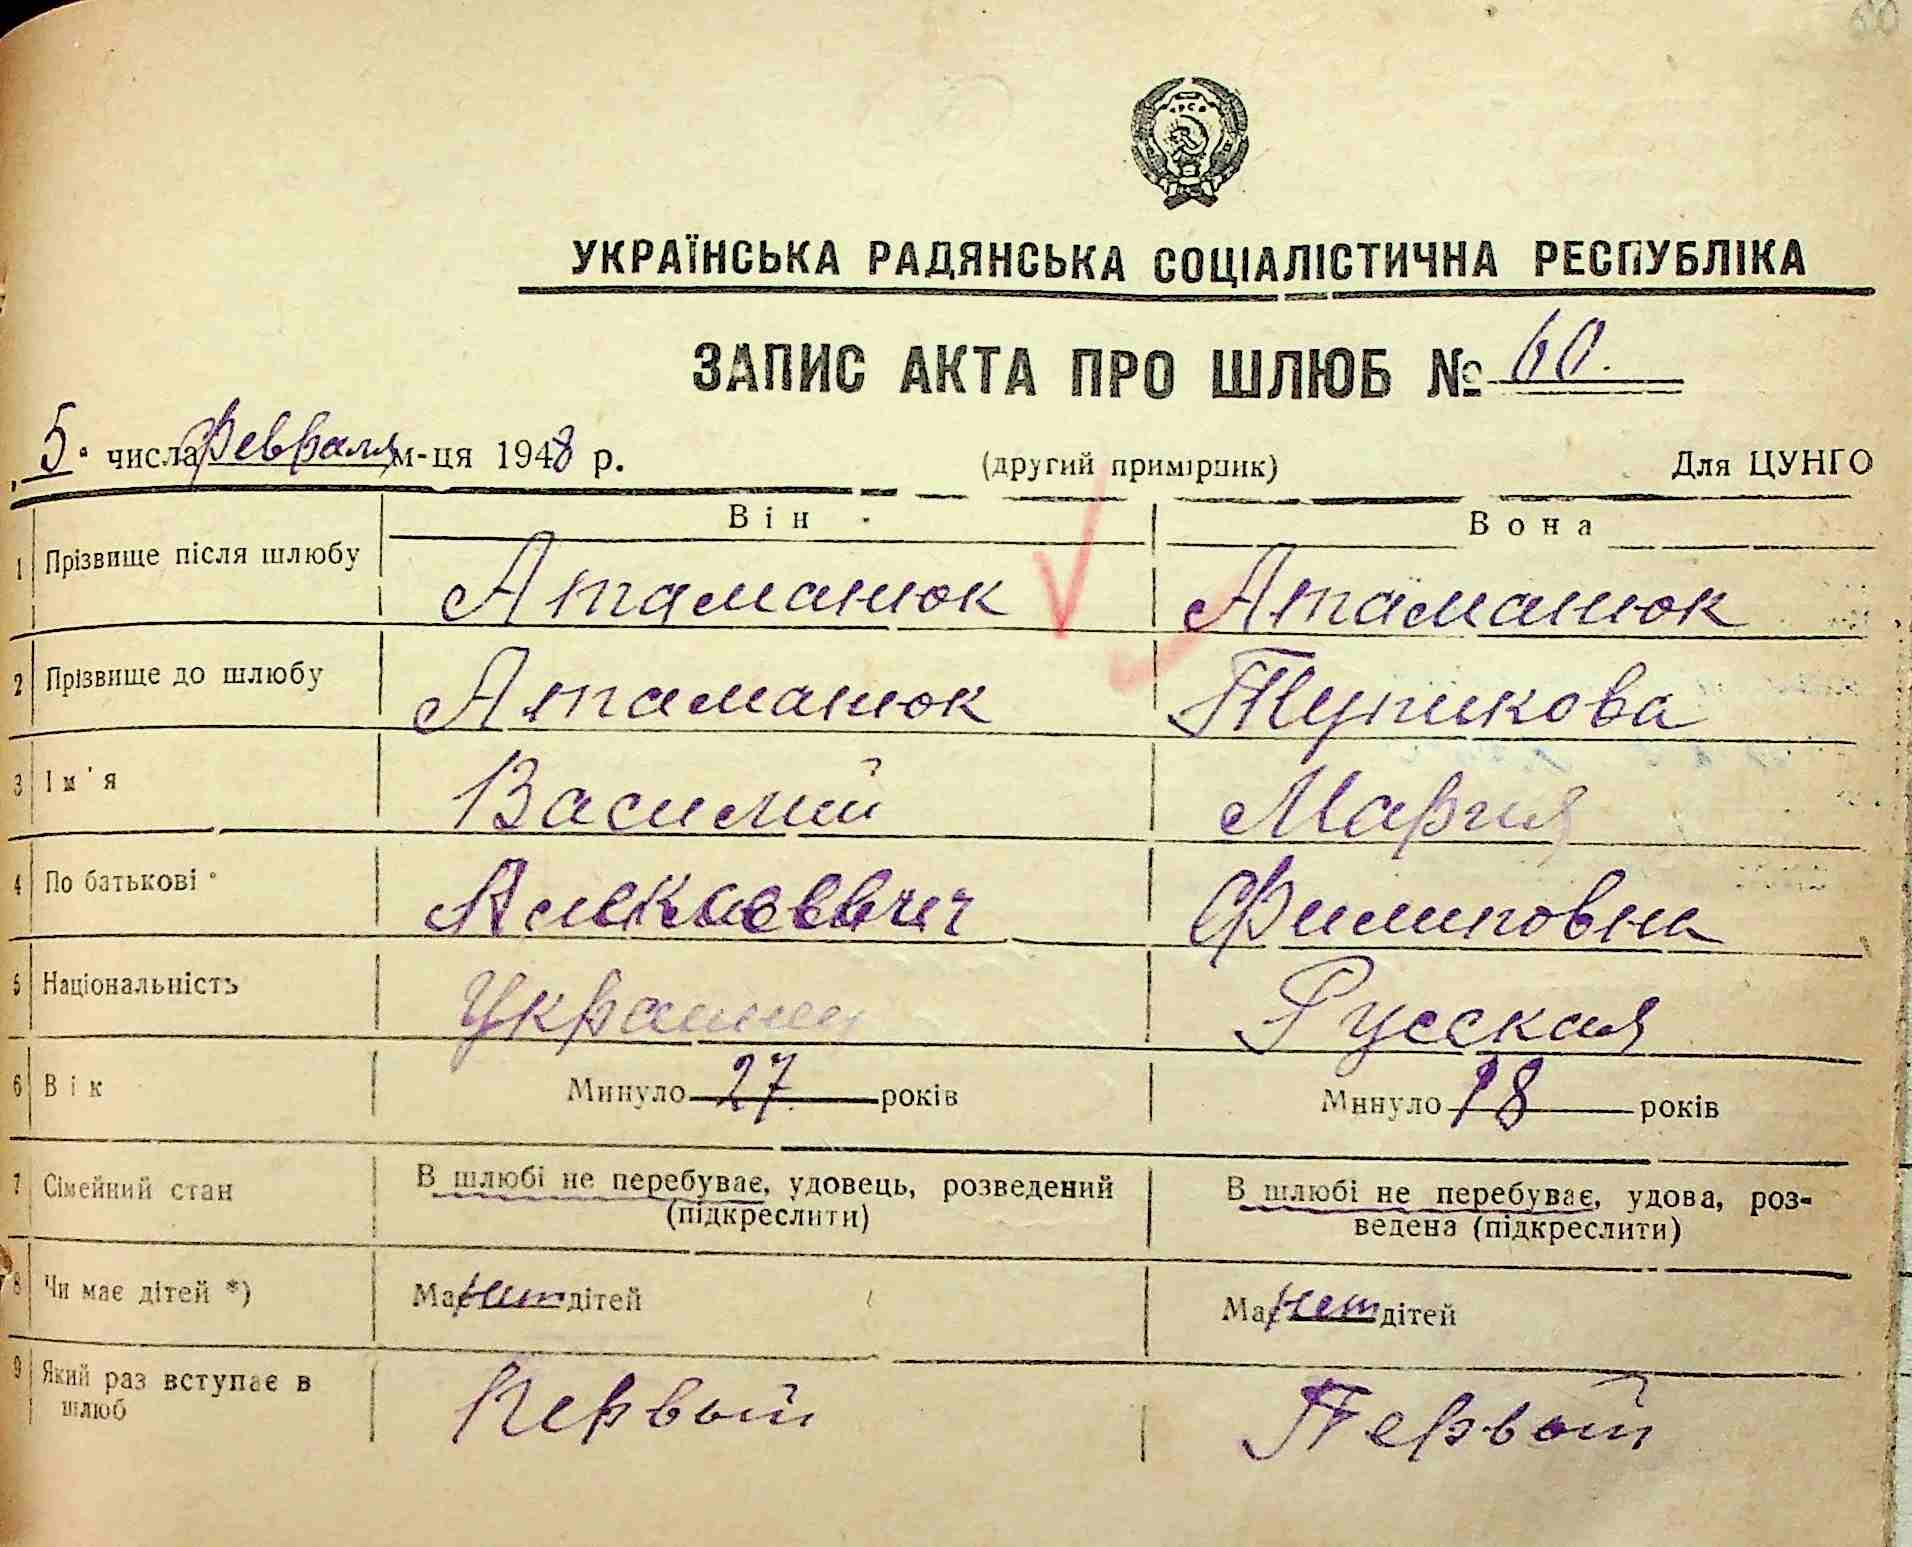 УКРАЇНСЬКА РАДЯНСЬКА СОЦІАЛІСТИЧНА РЕСПУБЛІКА
ЗАПИС АКТА ПРО ШЛЮБ № 60.
5. числа Февраля м-ця 1948 р. (другий примірник) Для ЦУНГО
Він Вона
1 Прізвище після шлюбу Атаманюк Атаманюк
2 Прізвище до шлюбу Атаманюк Тупикова
3 Ім'я Василий Мария
4 По батькові Алексеевич Филиповна
5 Національність Украинец Русская
6 Вік Минуло 27 років Минуло 18 років
7 Сімейний стан В шлюбі не перебуває, удовець, розведений В шлюбі не перебуває, удова, роз-
(підкреслити) ведена (підкреслити)
8 Чи має дітей *) Має нет дітей Має нет дітей
9 Який раз вступає в Первый Первый
шлюб